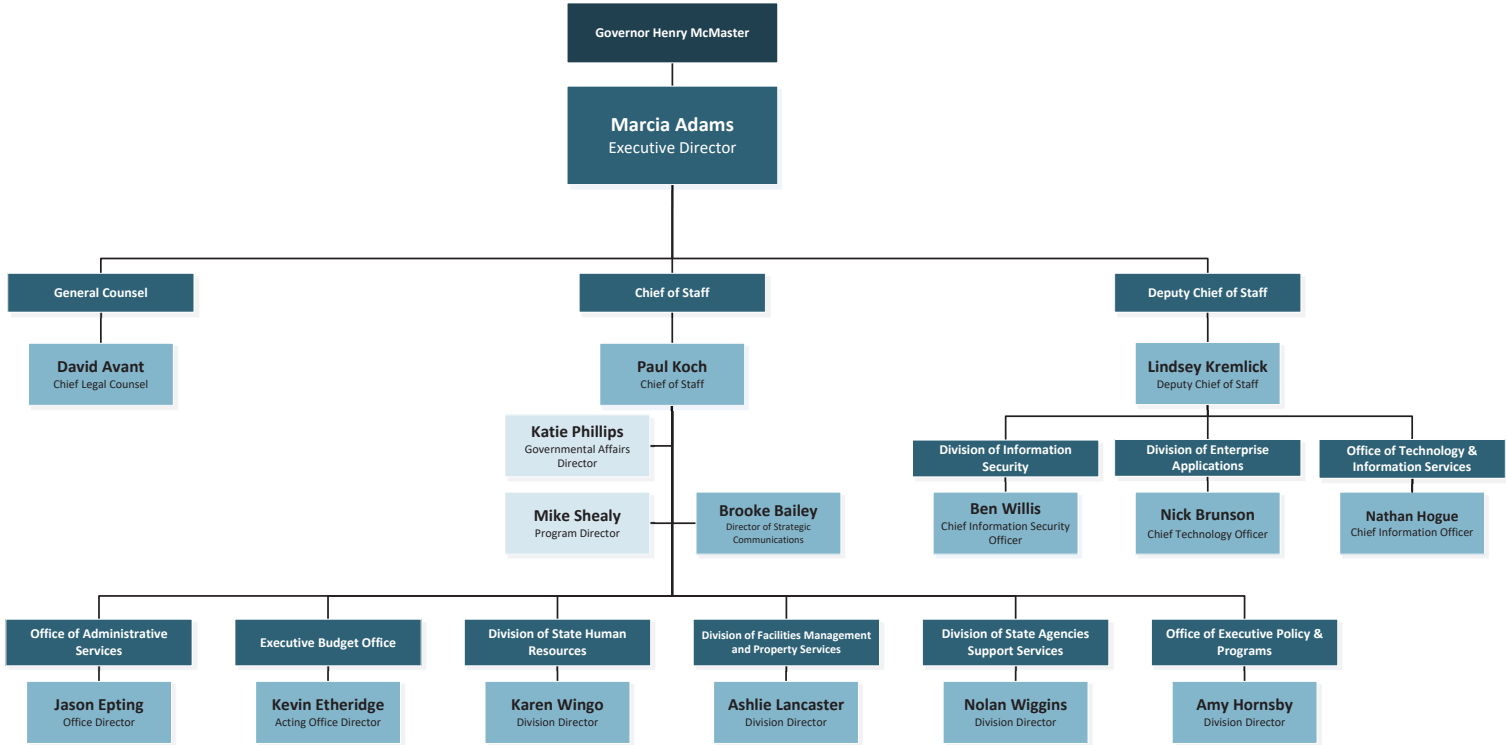 Governor Henry McMaster
Marcia Adams
Executive Director
General Counsel
Chief of Staff
Deputy Chief of Staff
David Avant
Chief Legal Counsel
Paul Koch
Chief of Staff
Lindsey Kremlick
Deputy Chief of Staff
Katie Phillips
Governmental Affairs
Director
Mike Shealy
Program Director
Brooke Bailey
Director of Strategic
Communications
Division of Information
Security
Division of Enterprise
Applications
Office of Technology &
Information Services
Ben Willis
Chief Information Security
Officer
Nick Brunson
Chief Technology Officer
Nathan Hogue
Chief Information Officer
Office of Administrative
Services
Executive Budget Office
Division of State Human
Resources
Division of Facilities Management
and Property Services
Division of State Agencies
Support Services
Office of Executive Policy &
Programs
Jason Epting
Office Director
Kevin Etheridge
Acting Office Director
Karen Wingo
Division Director
Ashlie Lancaster
Division Director
Nolan Wiggins
Division Director
Amy Hornsby
Division Director